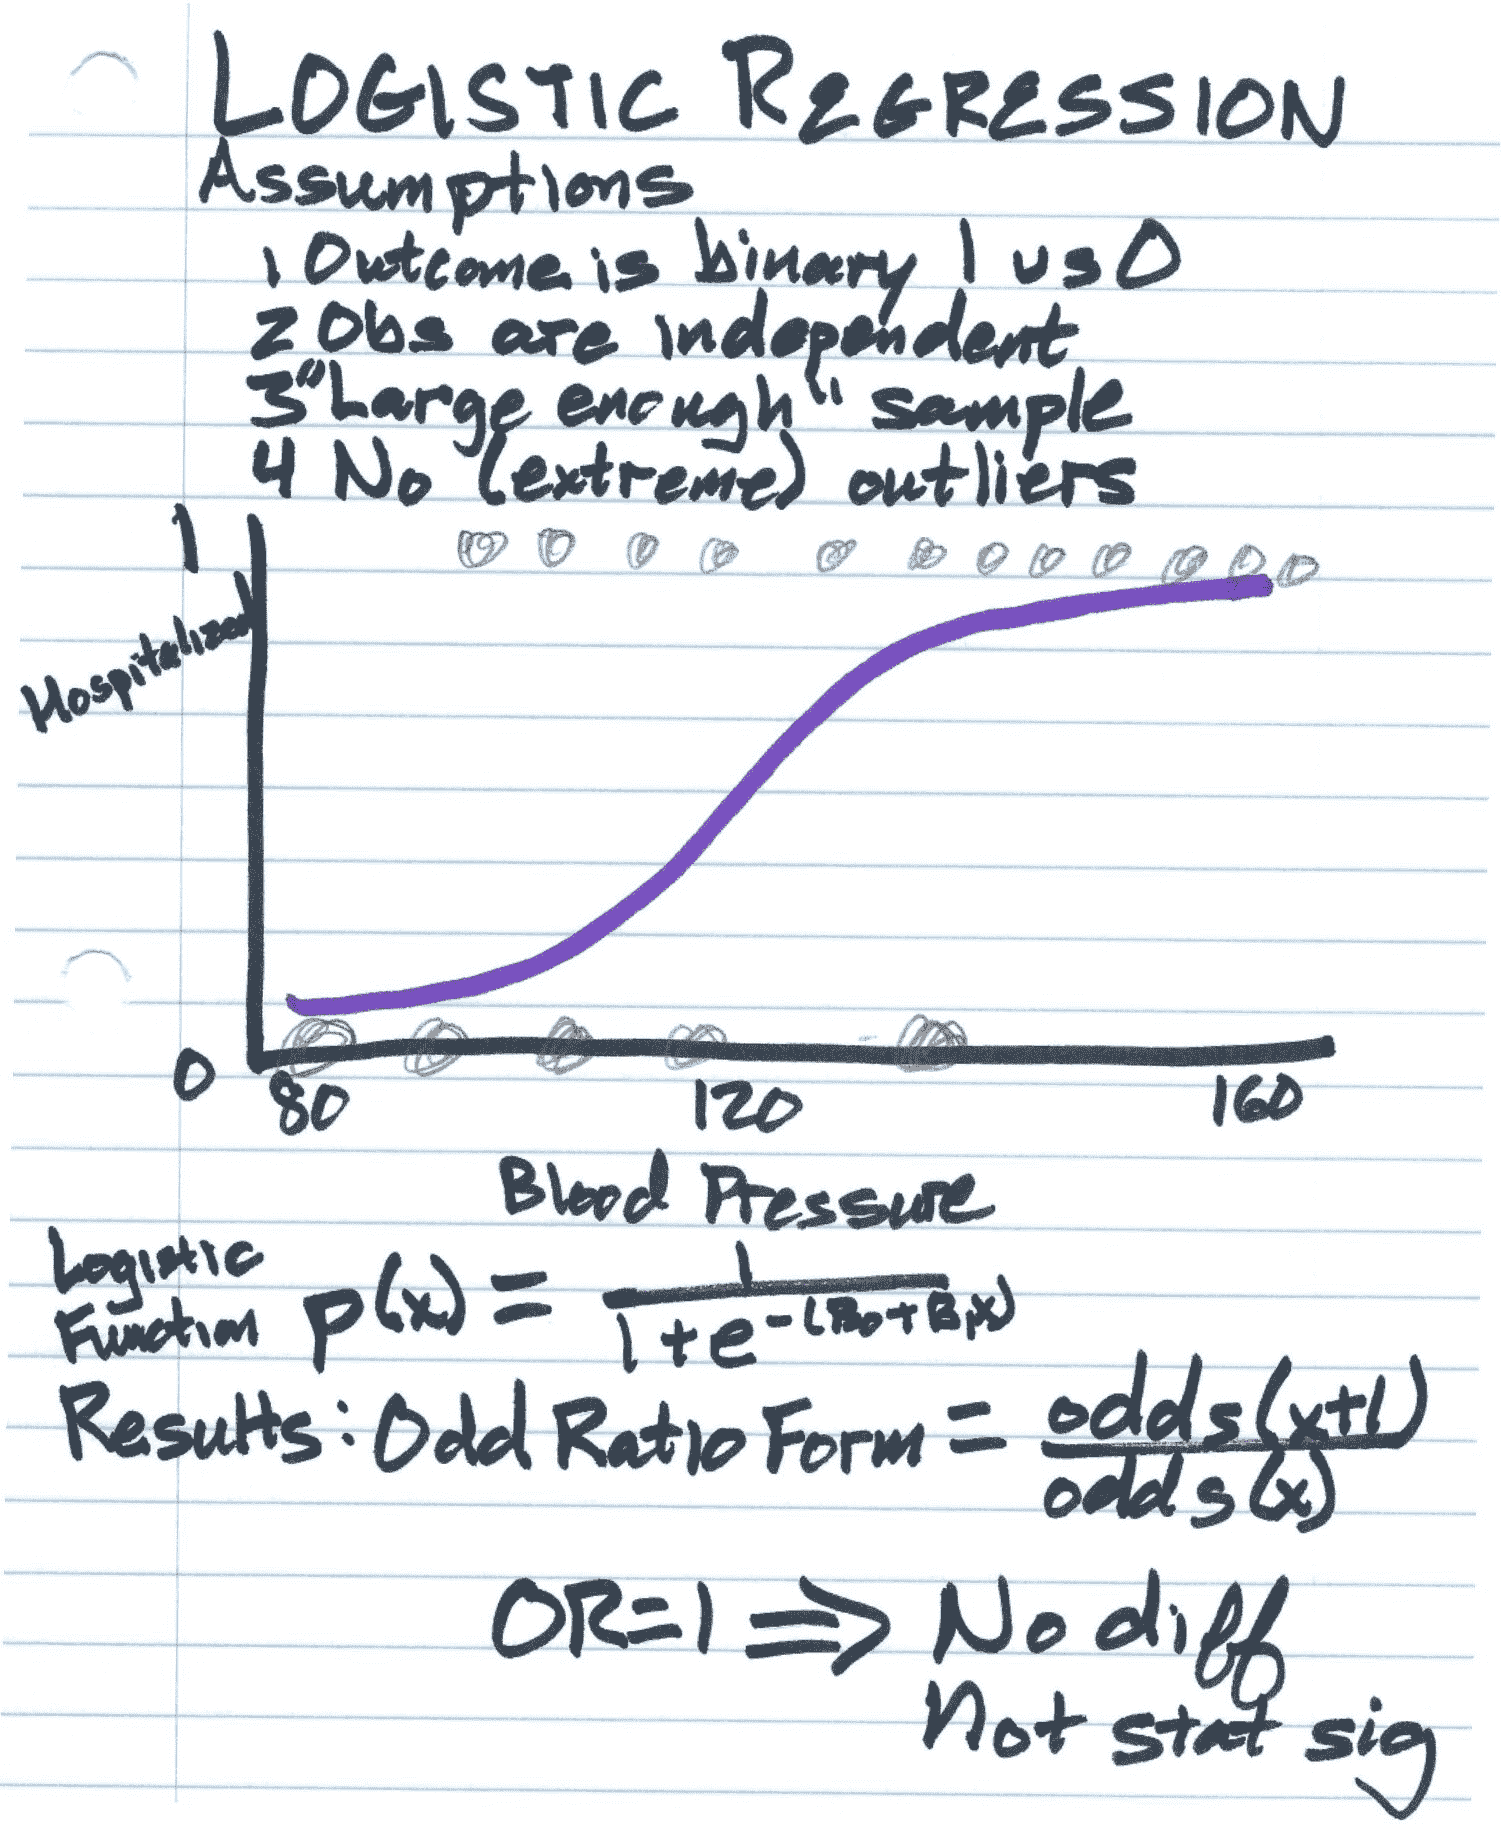 LOGISTIC REGRESSION
Assumptions
1 Outcome is binary 1 vs 0
2 Obs are independent
3 "Large enough" sample
4 No (extreme) outliers
1
Hospitalized
0
80 120 160
Blood Pressure
Logistic
Function p(x) = 1 / 1+e^-(B0+B1x)
Results: Odd Ratio Form = odds(x+1) / odds(x)
OR=1 ⇒ No diff
Not stat sig